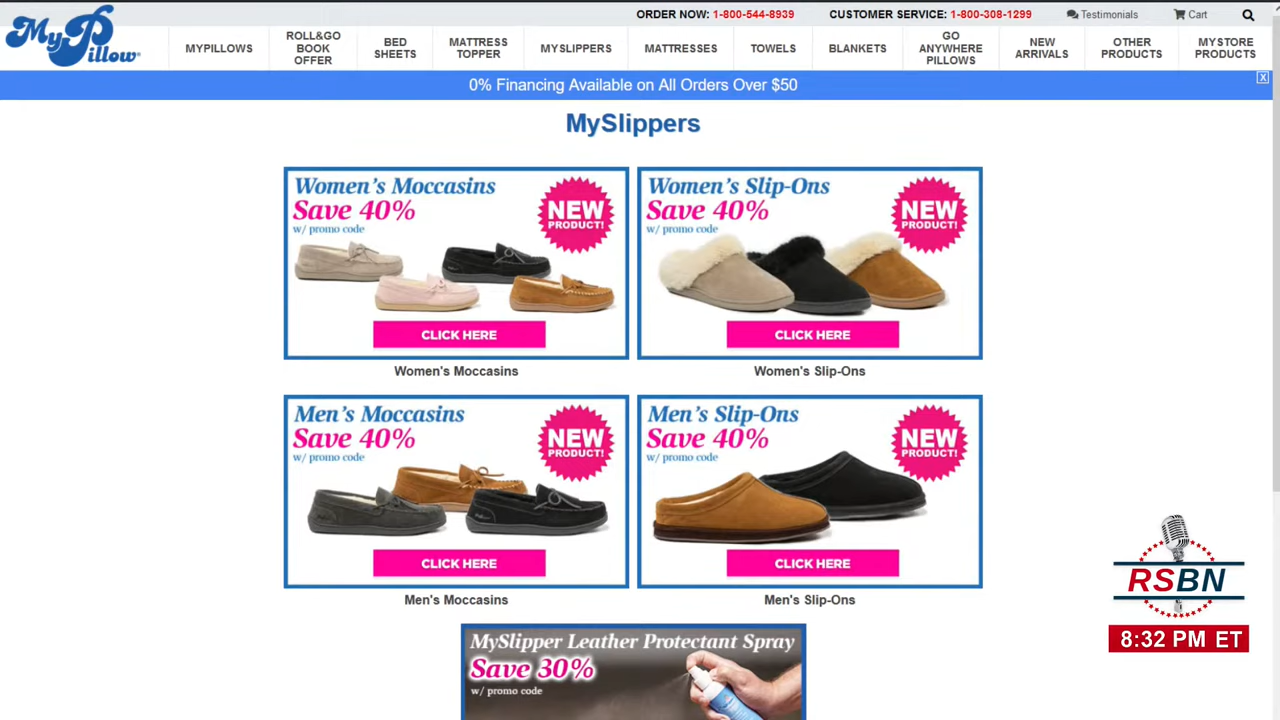 MyPillow®
ORDER NOW: 1-800-544-8939
CUSTOMER SERVICE: 1-800-308-1299
Testimonials
Cart
MYPILLOWS
ROLL&GO
BOOK
OFFER
BED
SHEETS
MATTRESS
TOPPER
MYSLIPPERS
MATTRESSES
TOWELS
BLANKETS
GO
ANYWHERE
PILLOWS
NEW
ARRIVALS
OTHER
PRODUCTS
MYSTORE
PRODUCTS
0% Financing Available on All Orders Over $50
X
MySlippers
Women's Moccasins
Save 40%
w/ promo code
NEW
PRODUCT!
CLICK HERE
Women's Moccasins
Women's Slip-Ons
Save 40%
w/ promo code
NEW
PRODUCT!
CLICK HERE
Women's Slip-Ons
Men's Moccasins
Save 40%
w/ promo code
NEW
PRODUCT!
CLICK HERE
Men's Moccasins
Men's Slip-Ons
Save 40%
w/ promo code
NEW
PRODUCT!
CLICK HERE
Men's Slip-Ons
MySlipper Leather Protectant Spray
Save 30%
w/ promo code
RSBN
8:32 PM ET